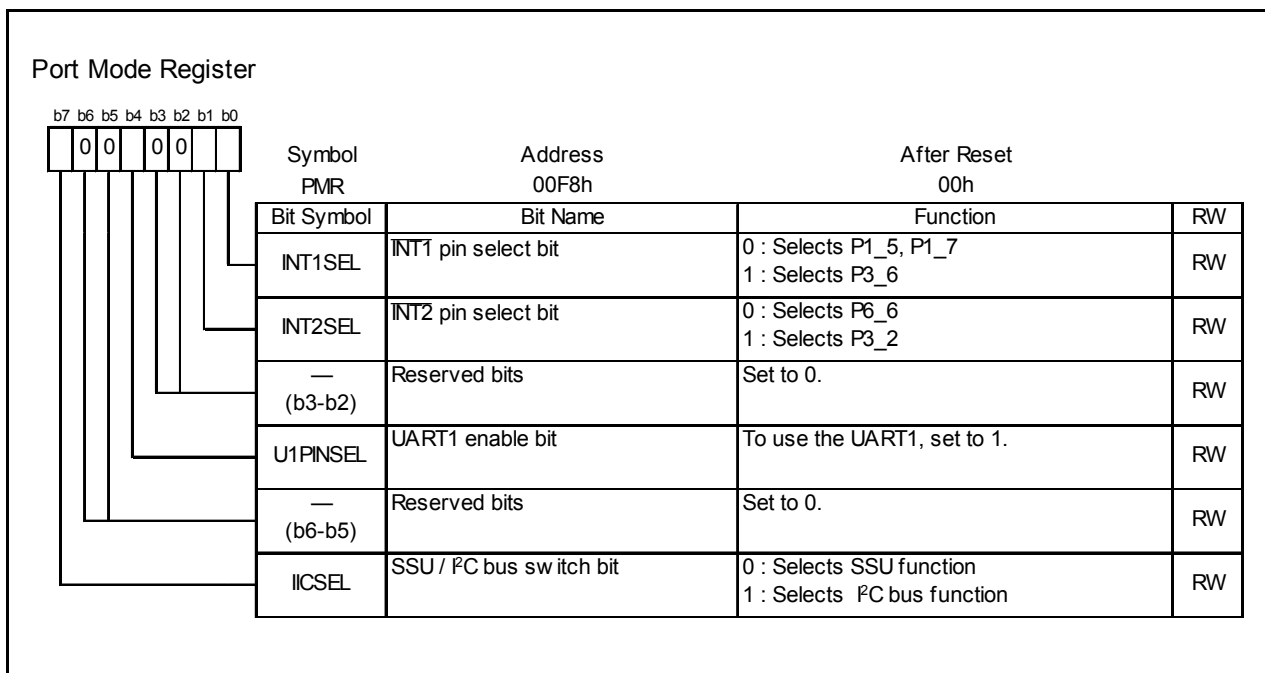 Port Mode Register
b7 b6 b5 b4 b3 b2 b1 b0
0 0 0 0
Symbol Address After Reset
PMR 00F8h 00h
Bit Symbol Bit Name Function RW
INT1SEL INT1 pin select bit 0 : Selects P1_5, P1_7 RW
1 : Selects P3_6
INT2SEL INT2 pin select bit 0 : Selects P6_6 RW
1 : Selects P3_2
— Reserved bits Set to 0. RW
(b3-b2)
U1PINSEL UART1 enable bit To use the UART1, set to 1. RW
— Reserved bits Set to 0. RW
(b6-b5)
IICSEL SSU / I²C bus switch bit 0 : Selects SSU function RW
1 : Selects I²C bus function